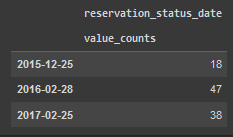 reservation_status_date
value_counts
2015-12-25 18
2016-02-28 47
2017-02-25 38